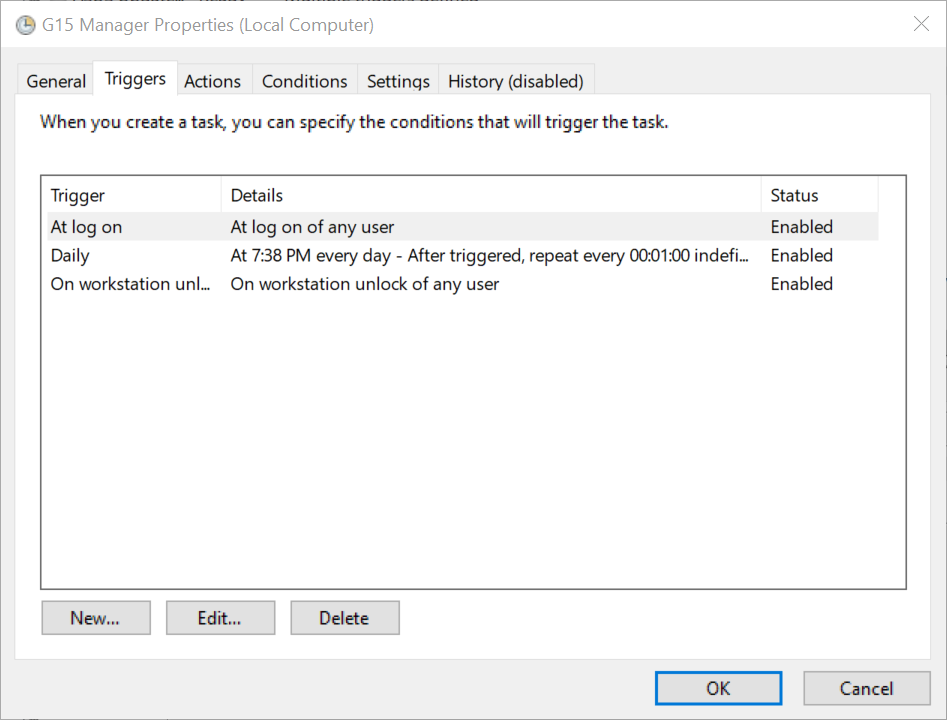 G15 Manager Properties (Local Computer)
General Triggers Actions Conditions Settings History (disabled)
When you create a task, you can specify the conditions that will trigger the task.
Trigger Details Status
At log on At log on of any user Enabled
Daily At 7:38 PM every day - After triggered, repeat every 00:01:00 indefi... Enabled
On workstation unl... On workstation unlock of any user Enabled
New... Edit... Delete
OK Cancel